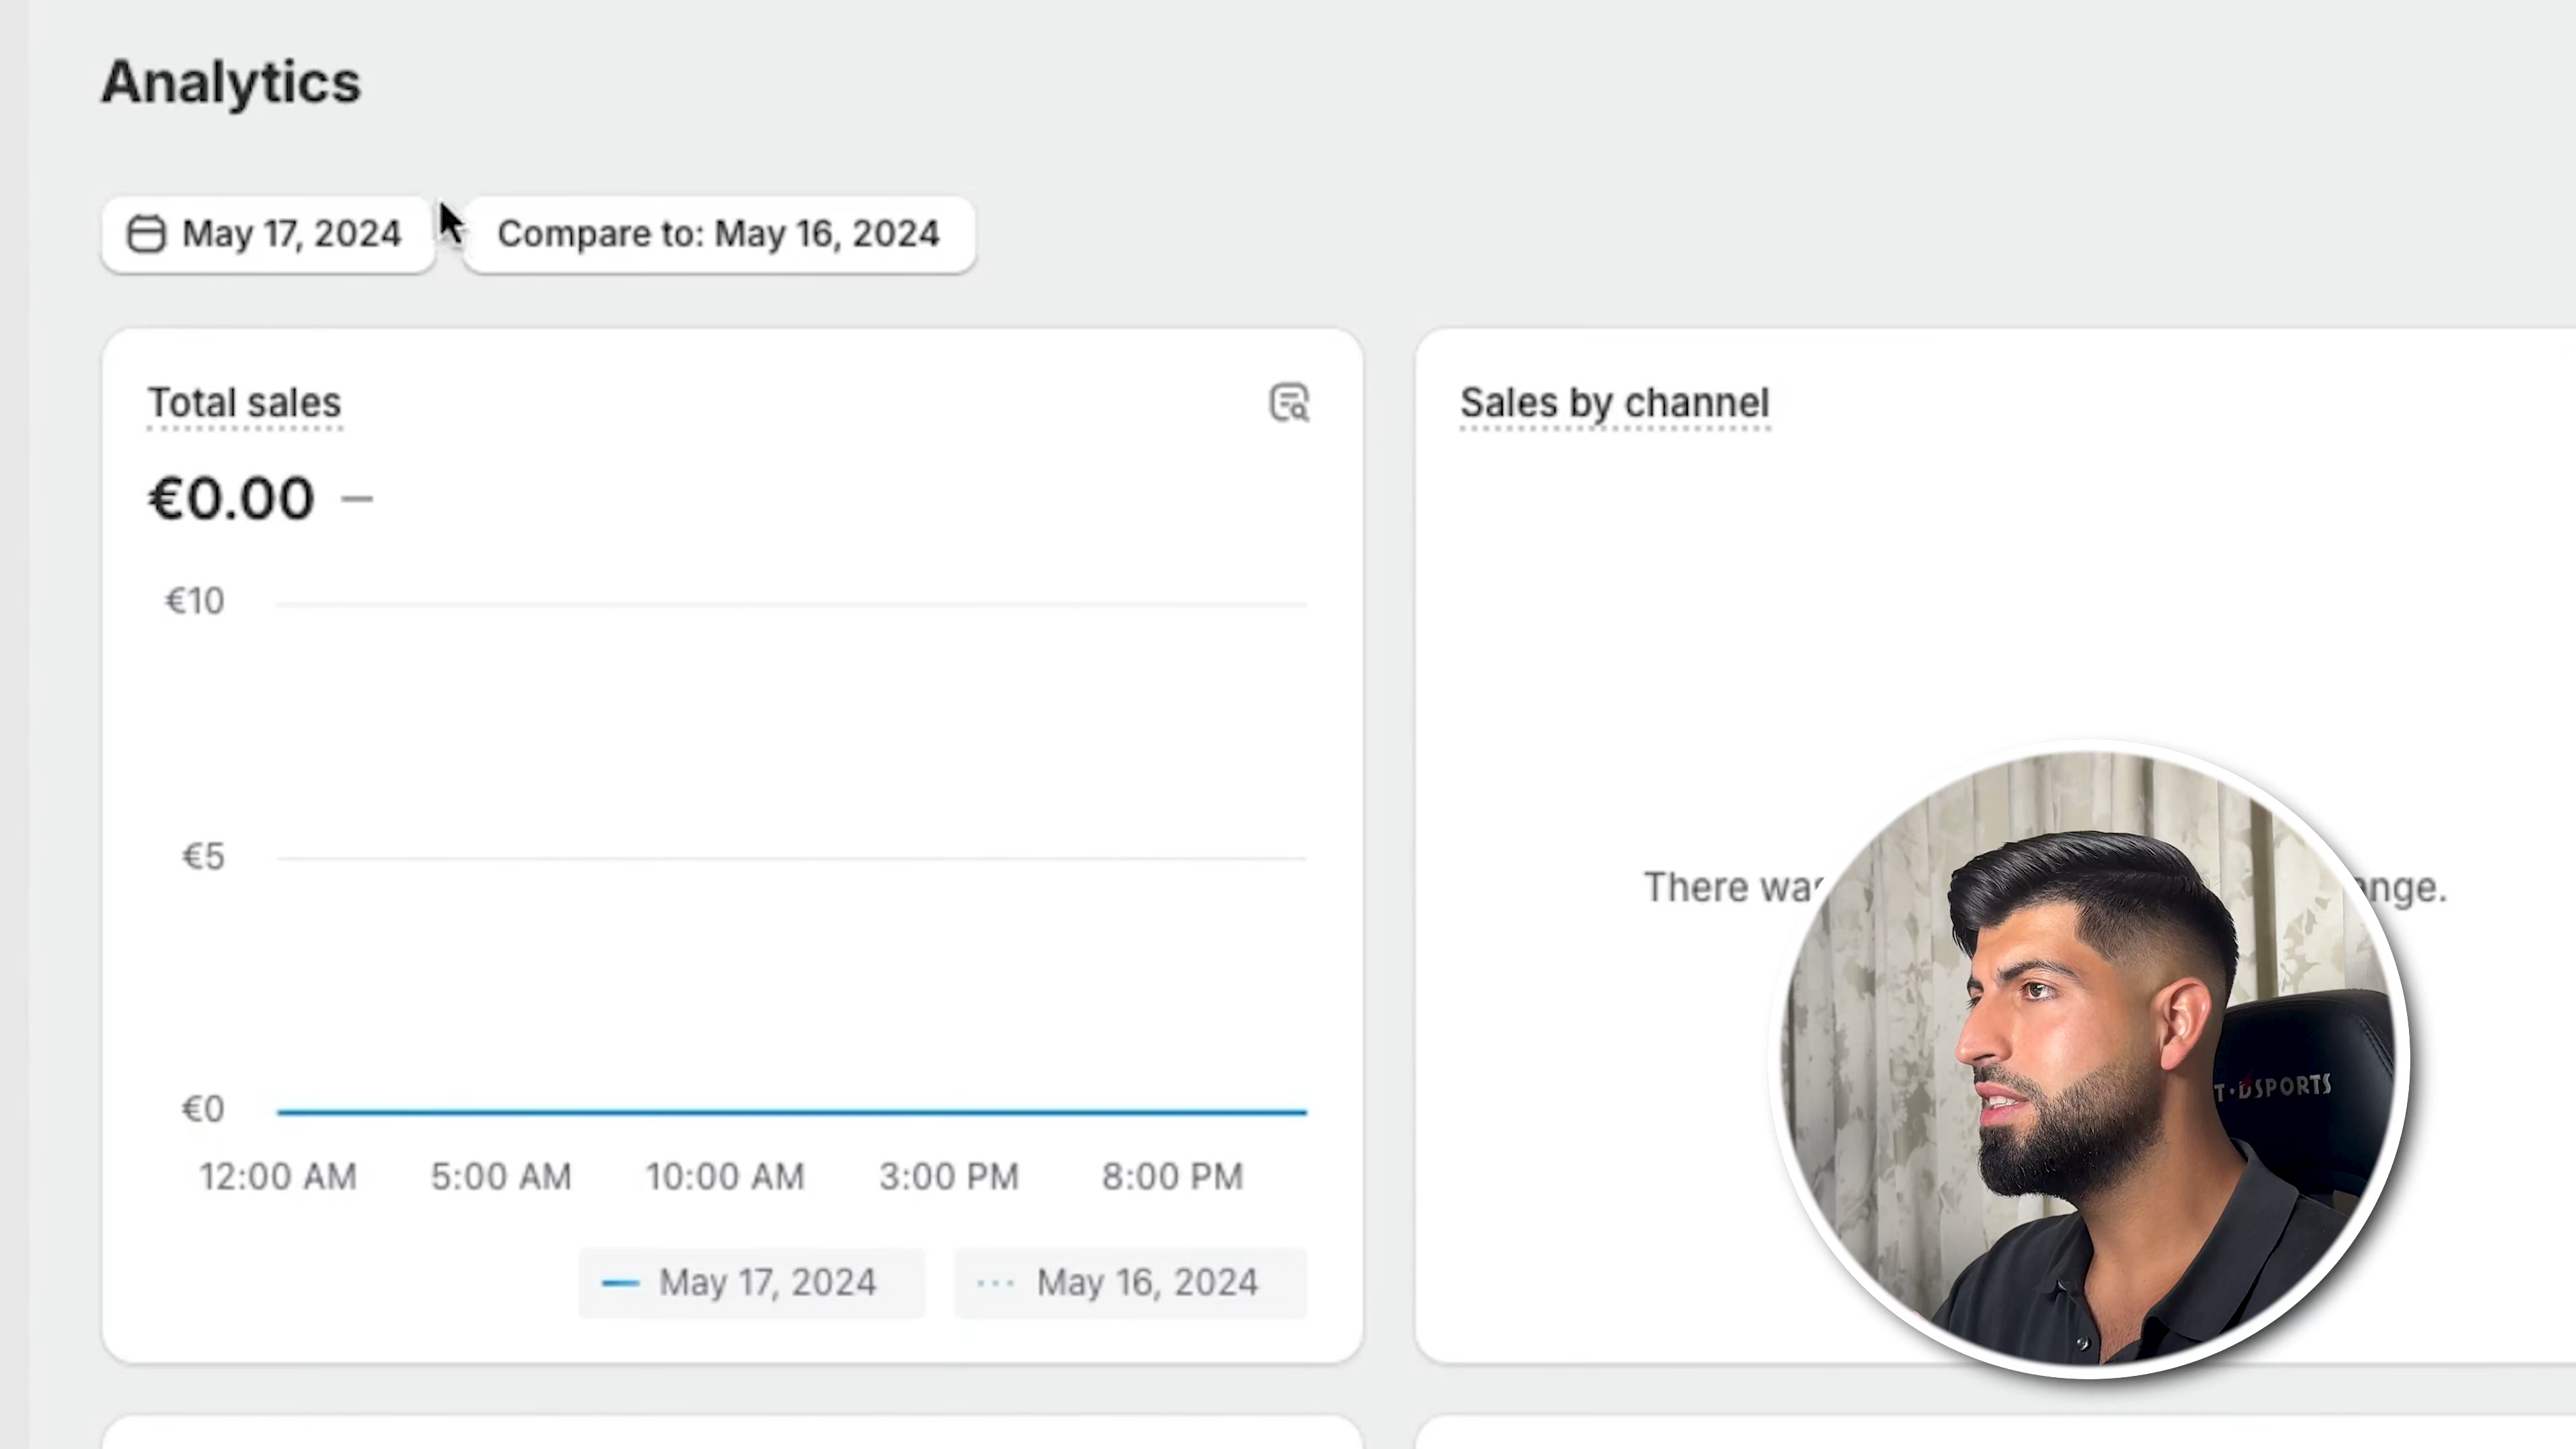 Analytics
May 17, 2024
Compare to: May 16, 2024
Total sales
€0.00 –
€10
€5
€0
12:00 AM 5:00 AM 10:00 AM 3:00 PM 8:00 PM
May 17, 2024
May 16, 2024
Sales by channel
There
SPORTS